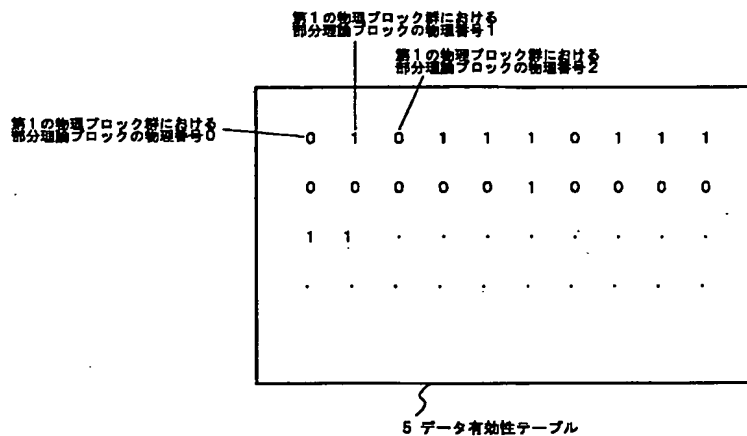 第1の物理ブロック群における
部分理論ブロックの物理番号1
第1の物理ブロック群における
部分理論ブロックの物理番号2
第1の物理ブロック群における
部分理論ブロックの物理番号0
0 1 0 1 1 1 0 1 1 1
0 0 0 0 0 1 0 0 0 0
1 1 . . . . . . . .
. . . . . . . . . .
5 データ有効性テーブル